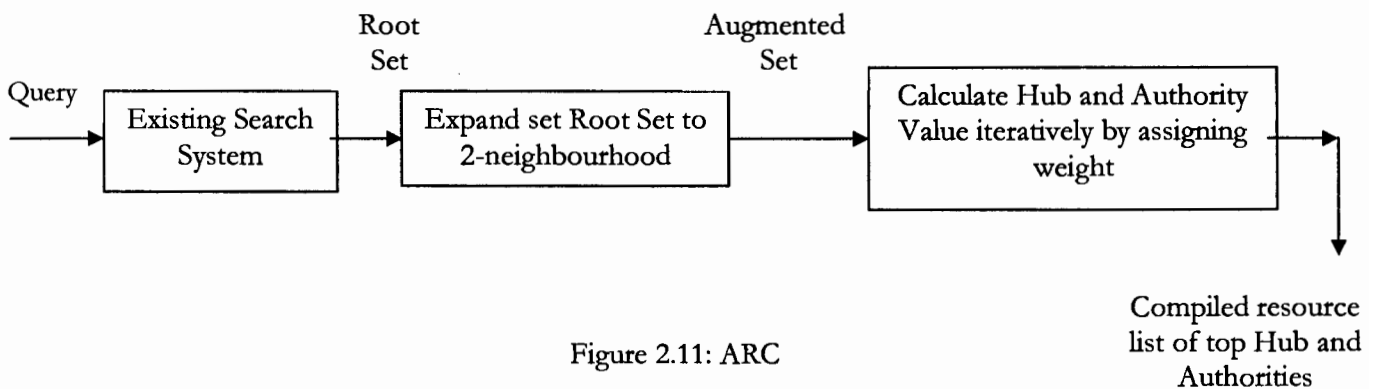 Query
Existing Search
System
Root
Set
Expand set Root Set to
2-neighbourhood
Augmented
Set
Calculate Hub and Authority
Value iteratively by assigning
weight
Compiled resource
list of top Hub and
Authorities
Figure 2.11: ARC